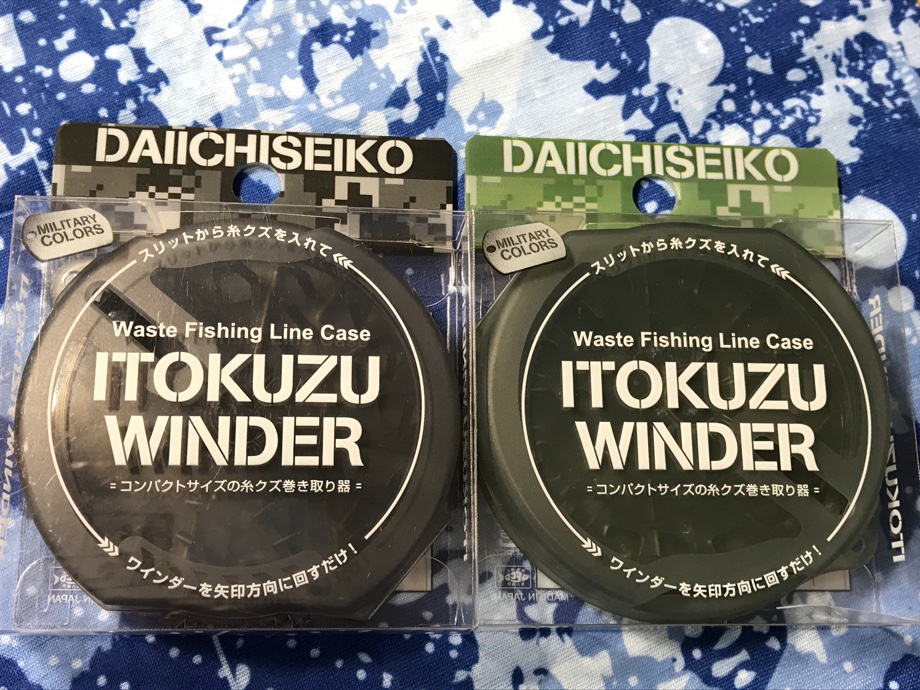 DAIICHISEIKO
MILITARY
COLORS
スリットから糸クズを入れて
Waste Fishing Line Case
ITOKUZU
WINDER
=コンパクトサイズの糸クズ巻き取り器=
ワインダーを矢印方向に回すだけ!
MADE IN JAPAN
DAIICHISEIKO
MILITARY
COLORS
スリットから糸クズを入れて
Waste Fishing Line Case
ITOKUZU
WINDER
=コンパクトサイズの糸クズ巻き取り器=
ワインダーを矢印方向に回すだけ!
MADE IN JAPAN